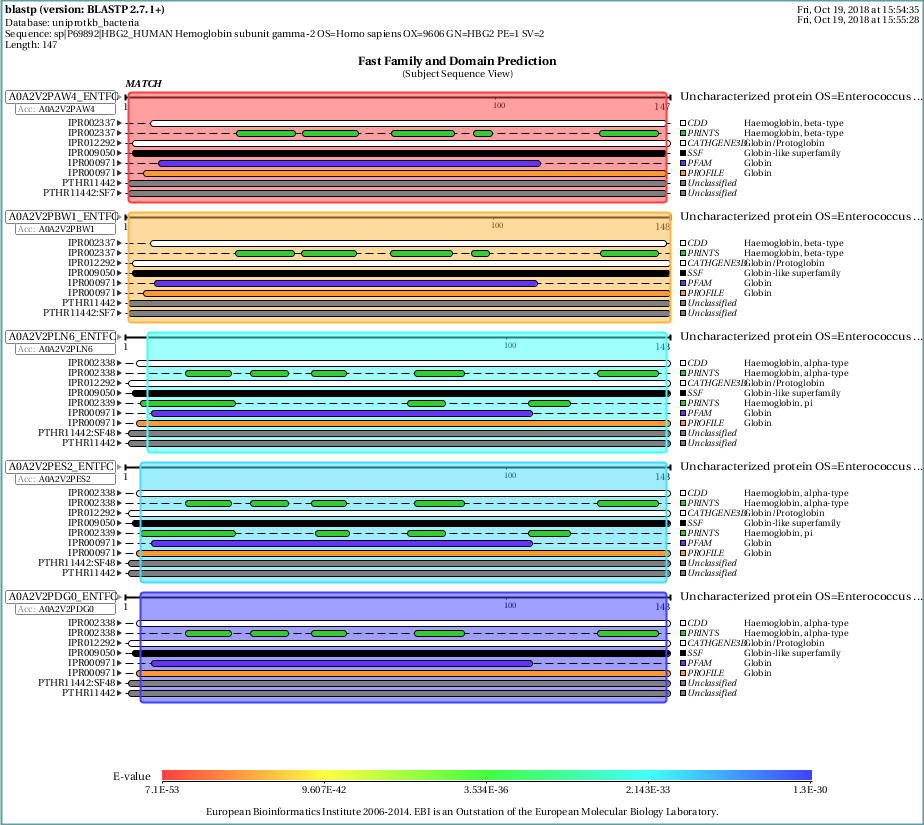 blastp (version: BLASTP 2.7.1+)
Fri, Oct 19, 2018 at 15:54:35
Fri, Oct 19, 2018 at 15:55:28
Database: uniprotkb_bacteria
Sequence: sp|P69892|HBG2_HUMAN Hemoglobin subunit gamma-2 OS=Homo sapiens OX=9606 GN=HBG2 PE=1 SV=2
Length: 147
Fast Family and Domain Prediction
(Subject Sequence View)
MATCH
A0A2V2PAW4_ENTFC Uncharacterized protein OS=Enterococcus ...
Acc: A0A2V2PAW4 1 100 147
IPR002337 CDD Haemoglobin, beta-type
IPR002337 PRINTS Haemoglobin, beta-type
IPR012292 CATHGENE3D Globin/Protoglobin
IPR009050 SSF Globin-like superfamily
IPR000971 PFAM Globin
IPR000971 PROFILE Globin
PTHR11442 Unclassified
PTHR11442:SF7 Unclassified
A0A2V2PBW1_ENTFC Uncharacterized protein OS=Enterococcus ...
Acc: A0A2V2PBW1 1 100 148
IPR002337 CDD Haemoglobin, beta-type
IPR002337 PRINTS Haemoglobin, beta-type
IPR012292 CATHGENE3D Globin/Protoglobin
IPR009050 SSF Globin-like superfamily
IPR000971 PFAM Globin
IPR000971 PROFILE Globin
PTHR11442 Unclassified
PTHR11442:SF7 Unclassified
A0A2V2PLN6_ENTFC Uncharacterized protein OS=Enterococcus ...
Acc: A0A2V2PLN6 1 100 143
IPR002338 CDD Haemoglobin, alpha-type
IPR002338 PRINTS Haemoglobin, alpha-type
IPR012292 CATHGENE3D Globin/Protoglobin
IPR009050 SSF Globin-like superfamily
IPR002339 PRINTS Haemoglobin, pi
IPR000971 PFAM Globin
IPR000971 PROFILE Globin
PTHR11442:SF48 Unclassified
PTHR11442 Unclassified
A0A2V2PES2_ENTFC Uncharacterized protein OS=Enterococcus ...
Acc: A0A2V2PES2 1 100 143
IPR002338 CDD Haemoglobin, alpha-type
IPR002338 PRINTS Haemoglobin, alpha-type
IPR012292 CATHGENE3D Globin/Protoglobin
IPR009050 SSF Globin-like superfamily
IPR002339 PRINTS Haemoglobin, pi
IPR000971 PFAM Globin
IPR000971 PROFILE Globin
PTHR11442:SF48 Unclassified
PTHR11442 Unclassified
A0A2V2PDG0_ENTFC Uncharacterized protein OS=Enterococcus ...
Acc: A0A2V2PDG0 1 100 143
IPR002338 CDD Haemoglobin, alpha-type
IPR002338 PRINTS Haemoglobin, alpha-type
IPR012292 CATHGENE3D Globin/Protoglobin
IPR009050 SSF Globin-like superfamily
IPR000971 PFAM Globin
IPR000971 PROFILE Globin
PTHR11442:SF48 Unclassified
PTHR11442 Unclassified
E-value
7.1E-53 9.607E-42 3.534E-36 2.143E-33 1.3E-30
European Bioinformatics Institute 2006-2014. EBI is an Outstation of the European Molecular Biology Laboratory.